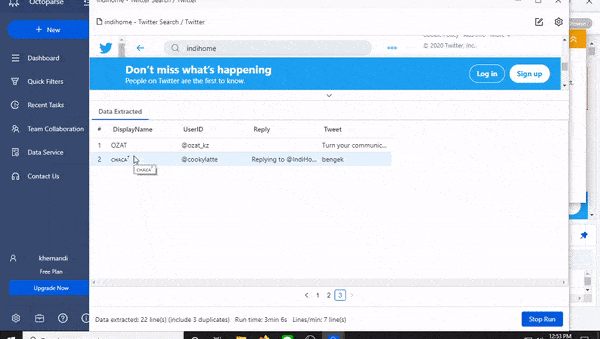 Octoparse
indihome - Twitter Search / Twitter
indihome - Twitter Search / Twitter
+ New
indihome
© 2020 Twitter, Inc.
Dashboard
Don't miss what's happening
People on Twitter are the first to know.
Log in
Sign up
Quick Filters
Recent Tasks
Data Extracted
Team Collaboration
# DisplayName UserID Reply Tweet
1 OZAT @ozat_kz Turn your communic...
Data Service
2 CHACA⁺ @cookylatte Replying to @IndiHo... bengek
CHACA⁺
Contact Us
khemandi
Free Plan
Upgrade Now
< 1 2 3 >
Data extracted: 22 line(s).(include 3 duplicates) Run time: 3min 6s Lines/min: 7 line(s)
Stop Run
12:53 PM